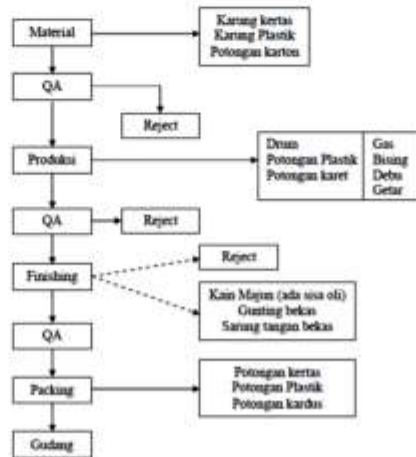 Material
Karung kertas
Karung Plastik
Potongan karton
QA
Reject
Produksi
Drum
Potongan Plastik
Potongan karet
Gas
Bising
Debu
Getar
QA
Reject
Finishing
Reject
Kain Majun (ada sisa oli)
Gunting bekas
Sarung tangan bekas
QA
Packing
Potongan kertas
Potongan Plastik
Potongan kardus
Gudang